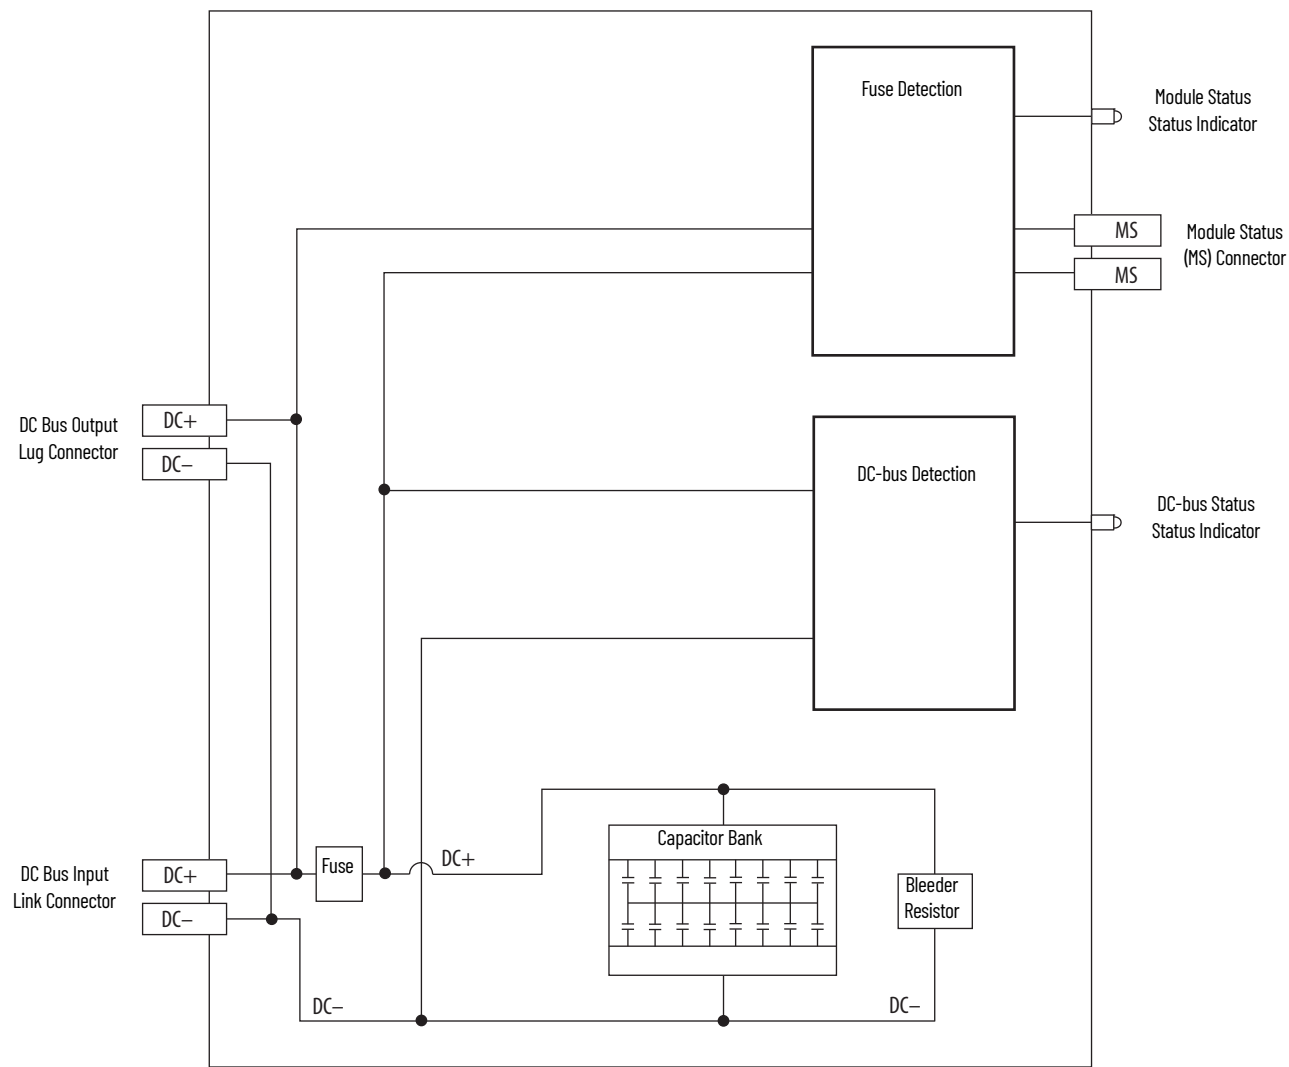 Fuse Detection
Module Status
Status Indicator
MS
MS
Module Status
(MS) Connector
DC Bus Output
Lug Connector
DC+
DC–
DC-bus Detection
DC-bus Status
Status Indicator
DC Bus Input
Link Connector
DC+
DC–
Fuse
DC+
Capacitor Bank
Bleeder
Resistor
DC–
DC–